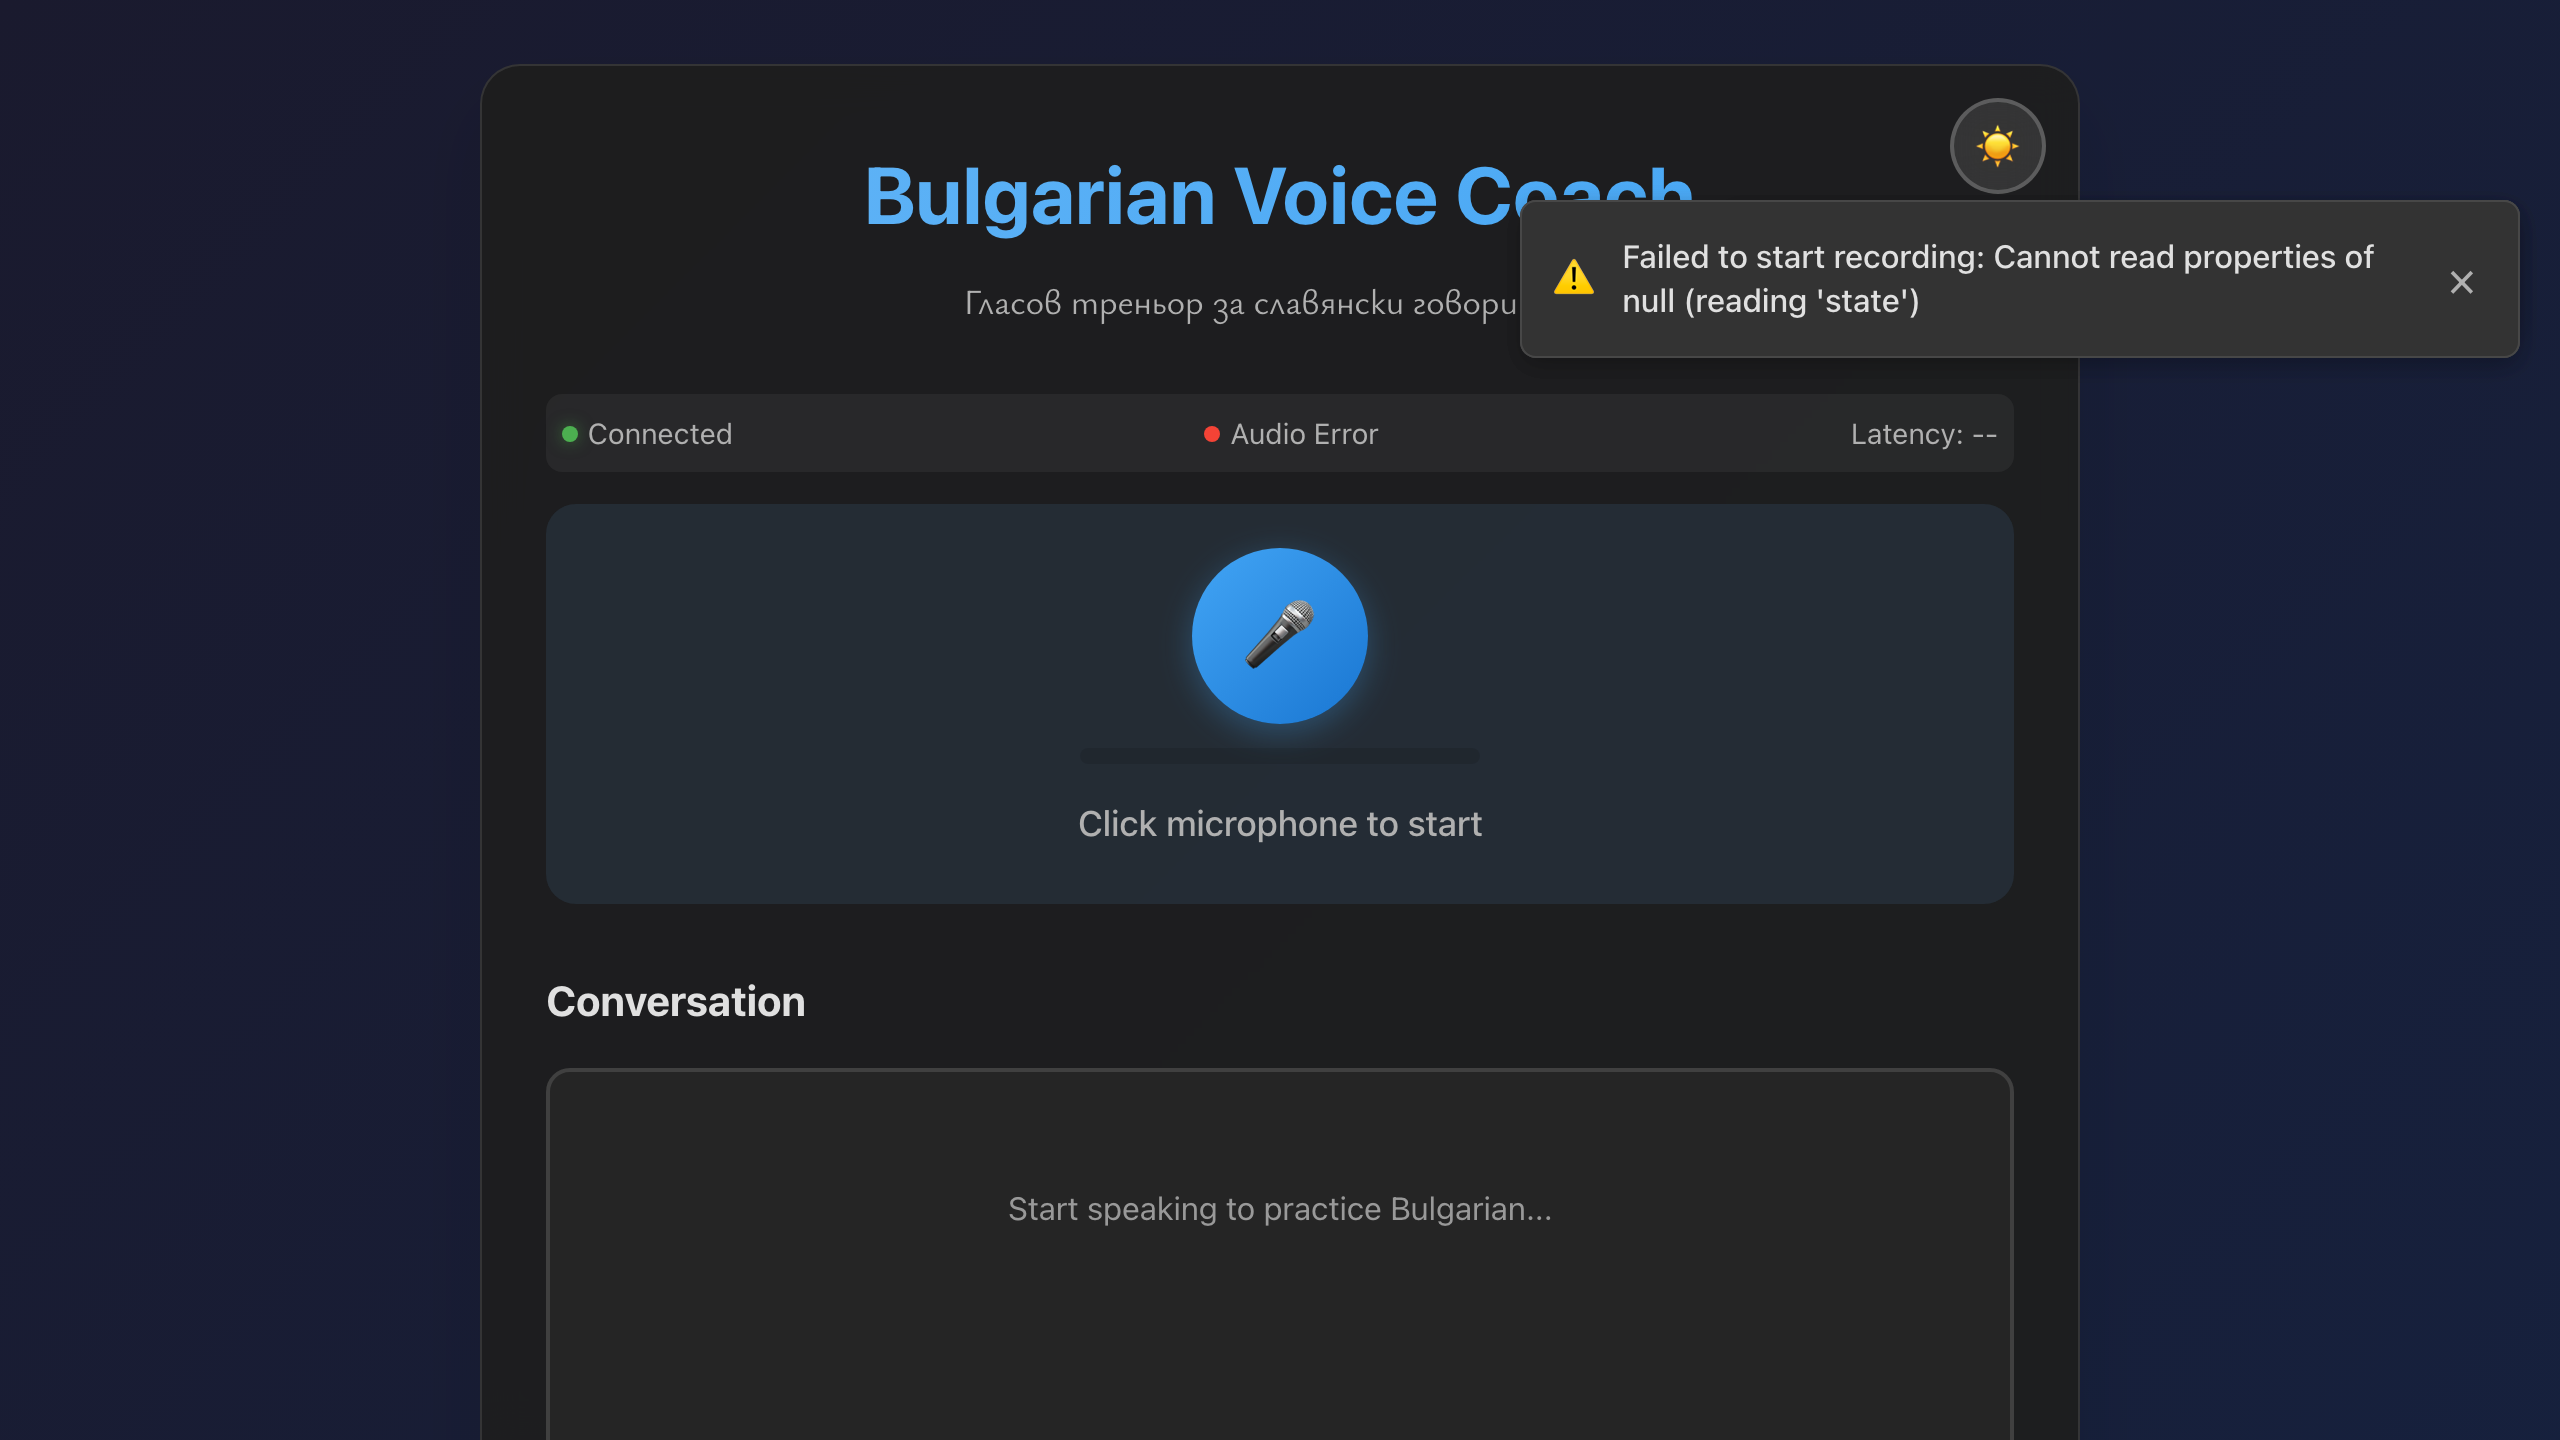 Bulgarian Voice Coach
Failed to start recording: Cannot read properties of
null (reading 'state')
Гласов треньор за славянски говори
Connected
Audio Error
Latency: --
Click microphone to start
Conversation
Start speaking to practice Bulgarian...